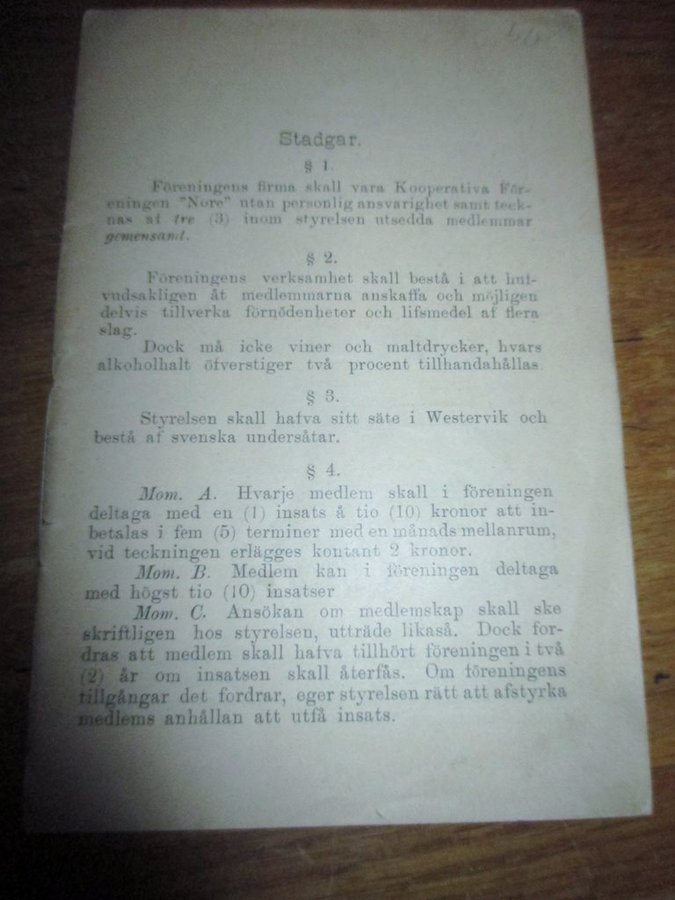 Stadgar.
§ 1.
Föreningens firma skall vara Kooperativa För-
eningen "Nore" utan personlig ansvarighet samt teck-
nas af tre (3) inom styrelsen utsedda medlemmar
gemensamt.
§ 2.
Föreningens verksamhet skall bestå i att huf-
vudsakligen åt medlemmarna anskaffa och möjligen
delvis tillverka förnödenheter och lifsmedel af flera
slag.
Dock må icke viner och maltdrycker, hvars
alkoholhalt öfverstiger två procent tillhandahållas
§ 3.
Styrelsen skall hafva sitt säte i Westervik och
bestå af svenska undersåtar.
§ 4.
Mom. A. Hvarje medlem skall i föreningen
deltaga med en (1) insats å tio (10) kronor att in-
betalas i fem (5) terminer med en månads mellanrum,
vid teckningen erlägges kontant 2 kronor.
Mom. B. Medlem kan i föreningen deltaga
med högst tio (10) insatser
Mom. C. Ansökan om medlemskap skall ske
skriftligen hos styrelsen, utträde likaså. Dock for-
dras att medlem skall hafva tillhört föreningen i två
(2) år om insatsen skall återfås. Om föreningens
tillgångar det fordrar, eger styrelsen rätt att afstyrka
medlems anhållan att utfå insats.